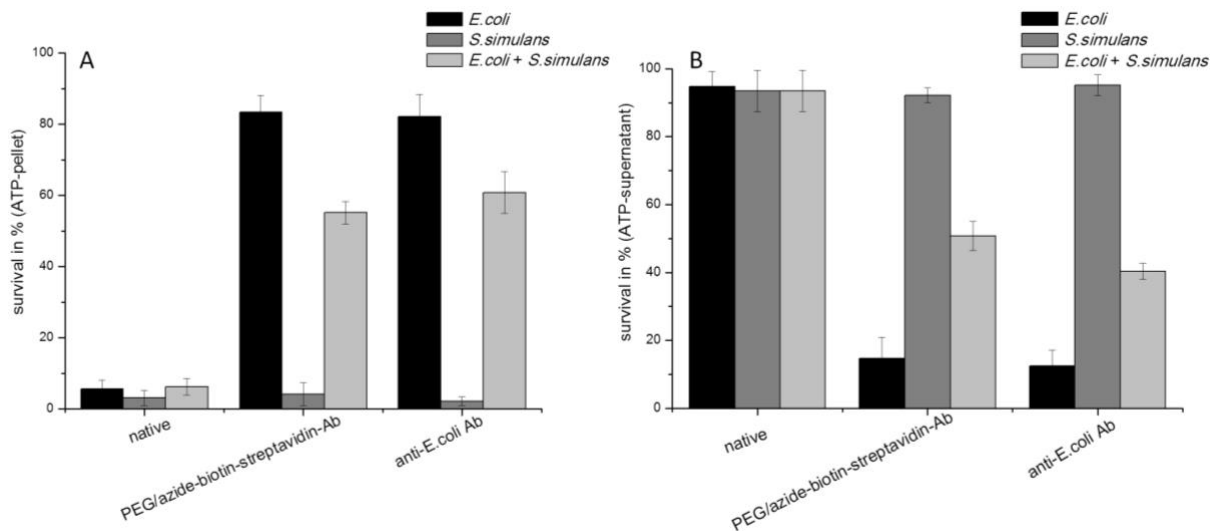 A
E.coli
S.simulans
E.coli + S.simulans
survival in % (ATP-pellet)
100
80
60
40
20
0
native
PEG/azide-biotin-streptavidin-Ab
anti-E.coli Ab
B
E.coli
S.simulans
E.coli + S.simulans
survival in % (ATP-supernatant)
100
80
60
40
20
0
native
PEG/azide-biotin-streptavidin-Ab
anti-E.coli Ab